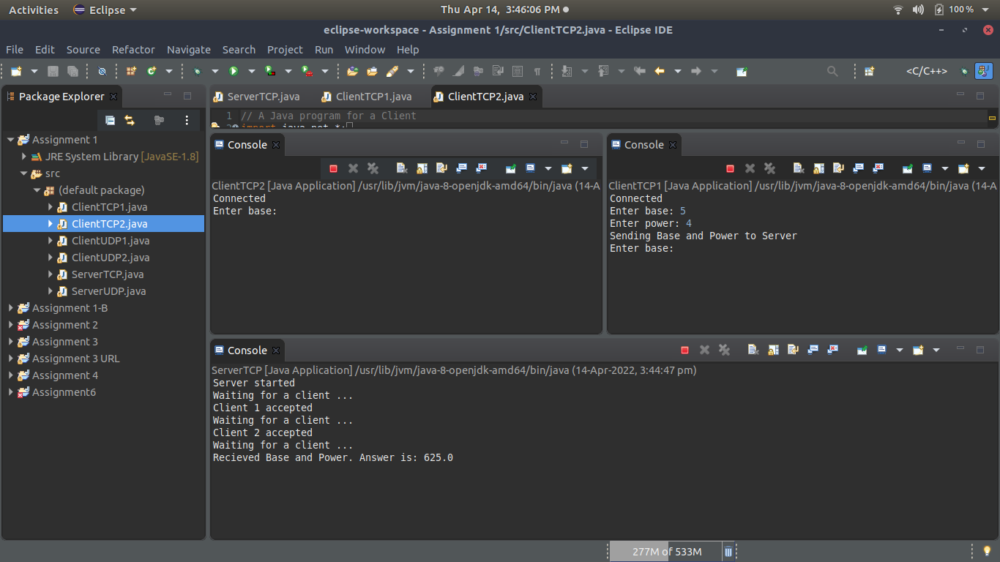 Activities Eclipse Thu Apr 14, 3:46:06 PM 100 %
eclipse-workspace - Assignment 1/src/ClientTCP2.java - Eclipse IDE
File Edit Source Refactor Navigate Search Project Run Window Help
<C/C++>
Package Explorer
Assignment 1
JRE System Library [JavaSE-1.8]
src
(default package)
ClientTCP1.java
ClientTCP2.java
ClientUDP1.java
ClientUDP2.java
ServerTCP.java
ServerUDP.java
Assignment 1-B
Assignment 2
Assignment 3
Assignment 3 URL
Assignment 4
Assignment6
ServerTCP.java ClientTCP1.java ClientTCP2.java
1 // A Java program for a Client
import java.net.*;
Console
ClientTCP2 [Java Application] /usr/lib/jvm/java-8-openjdk-amd64/bin/java (14-A
Connected
Enter base:
Console
ClientTCP1 [Java Application] /usr/lib/jvm/java-8-openjdk-amd64/bin/java (14-A
Connected
Enter base: 5
Enter power: 4
Sending Base and Power to Server
Enter base:
Console
ServerTCP [Java Application] /usr/lib/jvm/java-8-openjdk-amd64/bin/java (14-Apr-2022, 3:44:47 pm)
Server started
Waiting for a client ...
Client 1 accepted
Waiting for a client ...
Client 2 accepted
Waiting for a client ...
Recieved Base and Power. Answer is: 625.0
277M of 533M